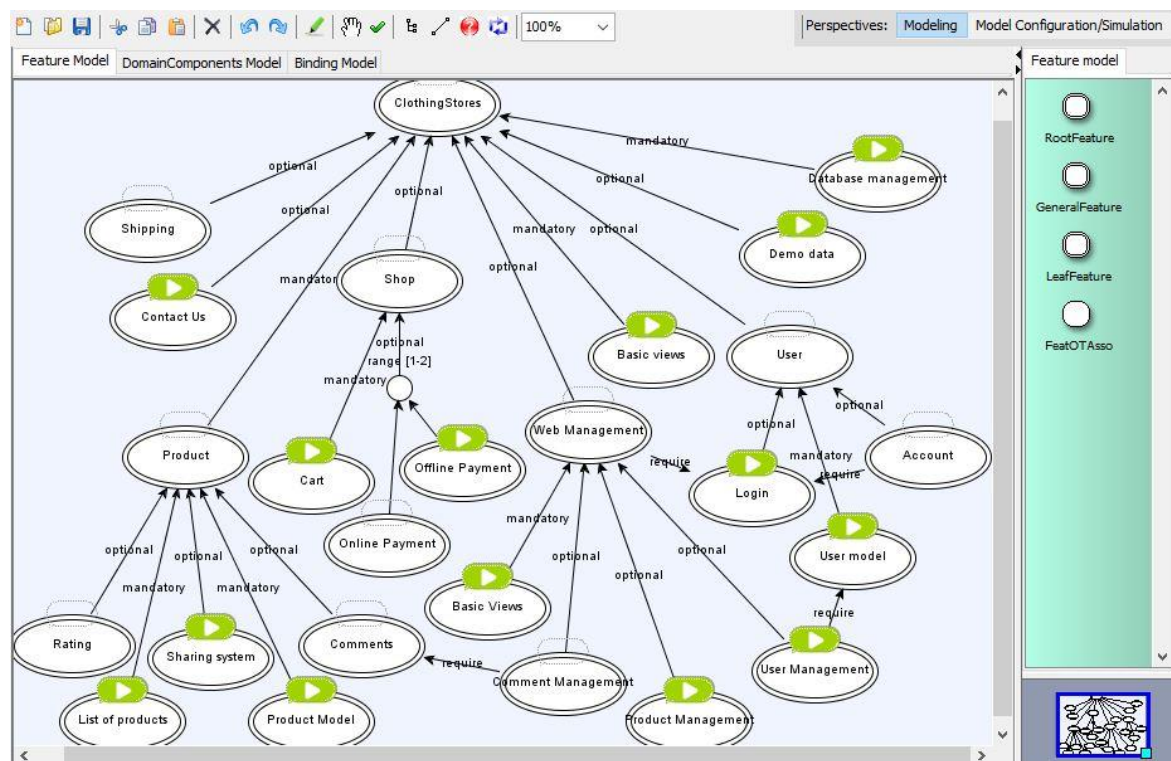 100%
Perspectives: Modeling Model Configuration/Simulation
Feature Model DomainComponents Model Binding Model
Feature model
ClothingStores
mandatory
optional
optional
optional
optional
Database management
RootFeature
Shipping
optional
mandatory
optional
GeneralFeature
Shop
Demo data
mandatory
optional
LeafFeature
Contact Us
optional
range [1-2]
mandatory
Basic views
User
FeatOTAsso
optional
Product
Web Management
optional
Cart
Offline Payment
require
mandatory
Account
require
Login
mandatory
Online Payment
optional
optional
optional
optional
optional
User model
mandatory
mandatory
optional
Basic Views
require
Rating
Sharing system
Comments
require
Comment Management
User Management
List of products
Product Model
Product Management